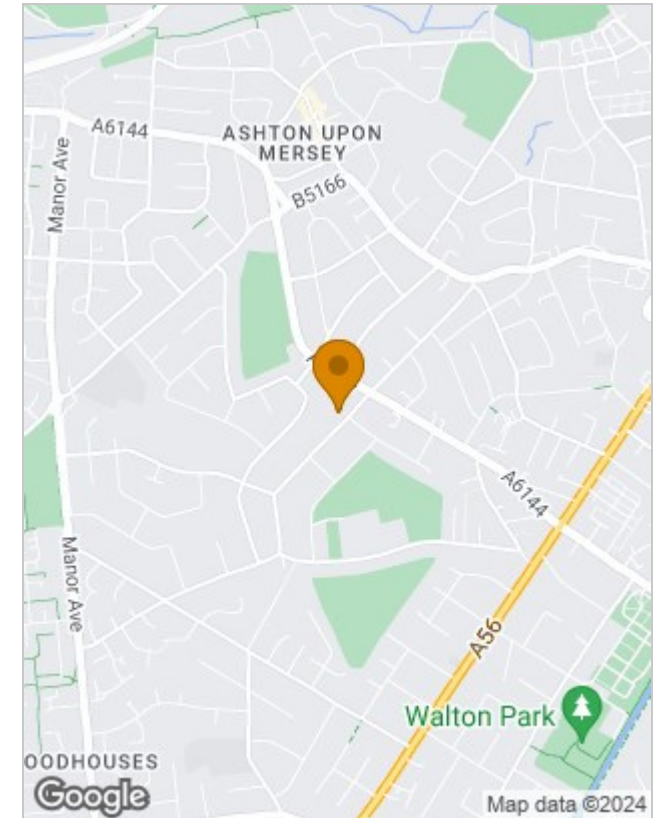 A6144
Manor Ave
ASHTON UPON
MERSEY
B5166
A6144
Manor Ave
A56
Walton Park
OODHOUSES
Google
Map data ©2024